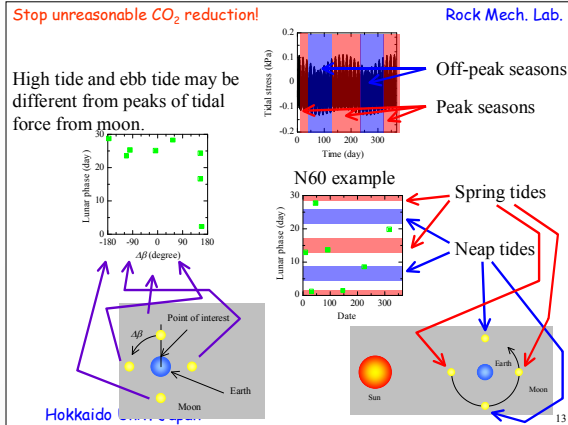 Stop unreasonable CO₂ reduction!
Rock Mech. Lab.
High tide and ebb tide may be
different from peaks of tidal
force from moon.
Tidal stress (kPa)
0.2
0.1
0
-0.1
-0.2
0 100 200 300
Time (day)
Off-peak seasons
Peak seasons
Lunar phase (day)
30
20
10
0
-180 -90 0 90 180
Δβ (degree)
N60 example
Lunar phase (day)
30
20
10
0
0 100 200 300
Date
Spring tides
Neap tides
Δβ
Point of interest
Earth
Moon
Sun
Earth
Moon
Hokkaido Univ. Japan
13